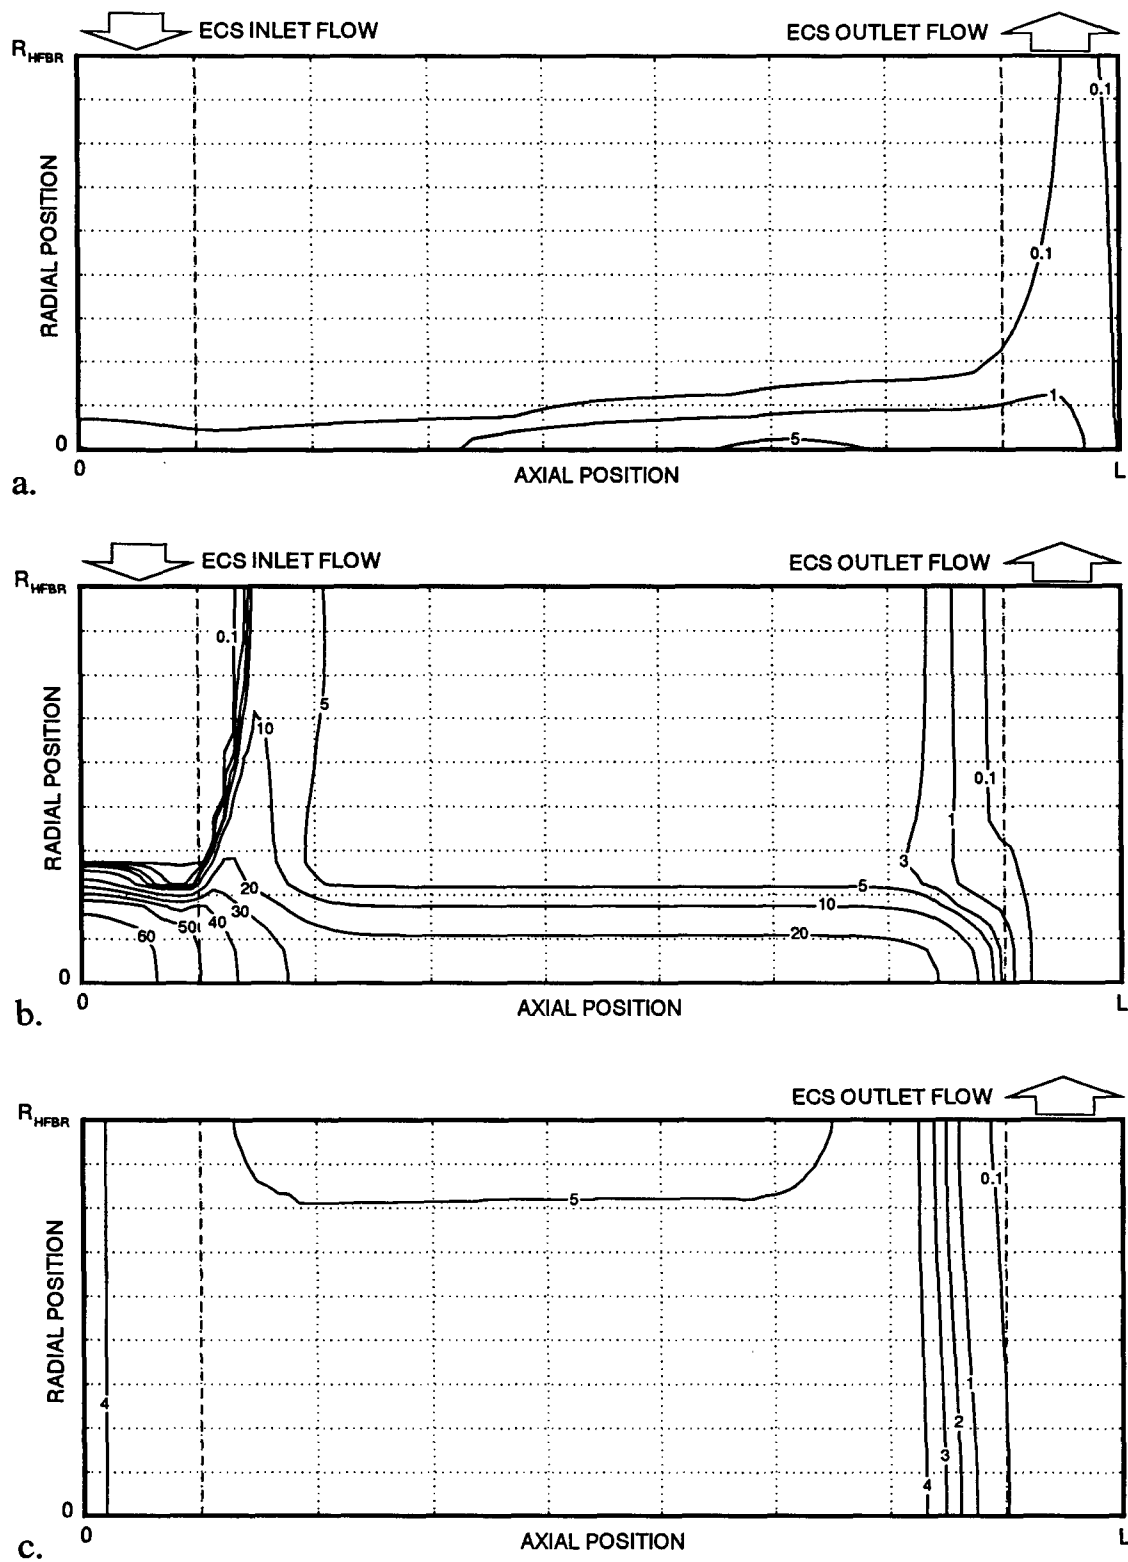 ECS INLET FLOW
ECS OUTLET FLOW
R_HFBR
0.1
RADIAL POSITION
0.1
1
5
0
0
AXIAL POSITION
L
a.
ECS INLET FLOW
ECS OUTLET FLOW
R_HFBR
0.1
5
10
RADIAL POSITION
0.1
1
3
20
5
30
10
40
50
60
20
0
0
AXIAL POSITION
L
b.
ECS OUTLET FLOW
R_HFBR
0.1
5
RADIAL POSITION
1
4
2
3
4
0
0
AXIAL POSITION
L
c.